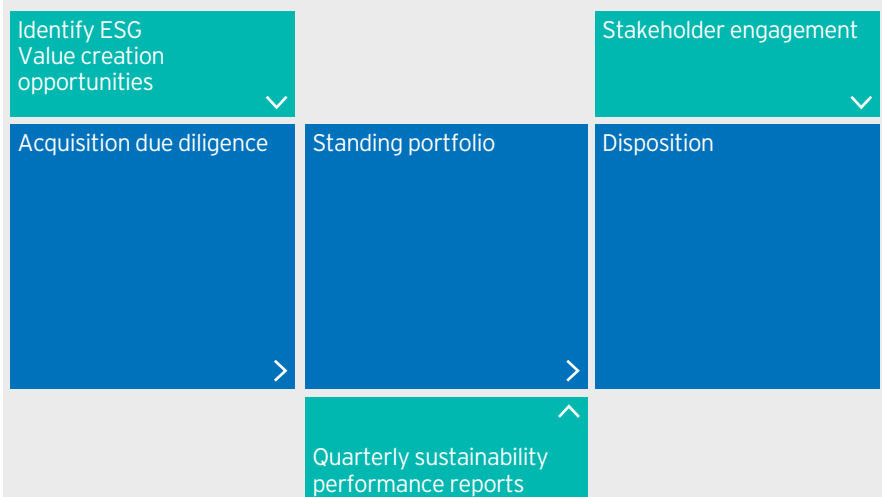 Identify ESG
Value creation
opportunities
Stakeholder engagement
Acquisition due diligence
Standing portfolio
Disposition
Quarterly sustainability
performance reports